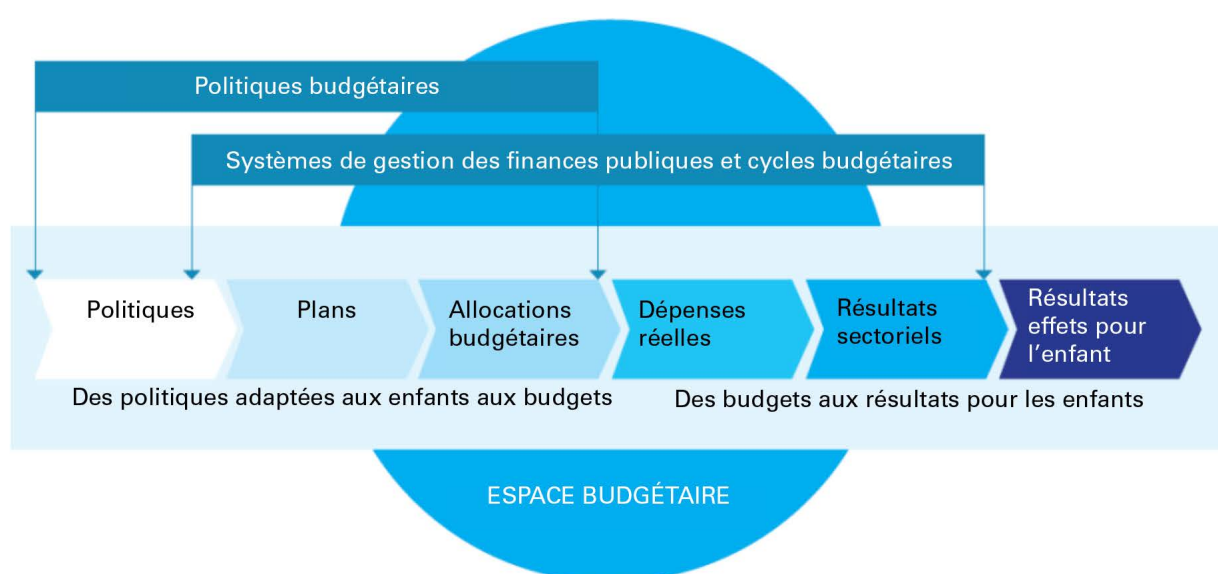 Politiques budgétaires
Systèmes de gestion des finances publiques et cycles budgétaires
Politiques
Plans
Allocations
budgétaires
Dépenses
réelles
Résultats
sectoriels
Résultats
effets pour
l'enfant
Des politiques adaptées aux enfants aux budgets
Des budgets aux résultats pour les enfants
ESPACE BUDGÉTAIRE